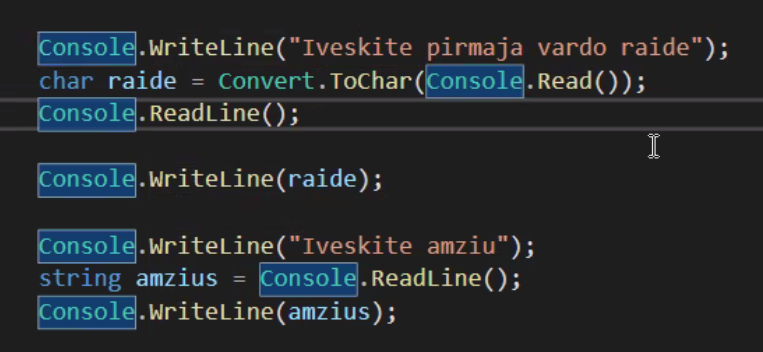 Console.WriteLine("Iveskite pirmaja vardo raide");
char raide = Convert.ToChar(Console.Read());
Console.ReadLine();
Console.WriteLine(raide);
Console.WriteLine("Iveskite amziu");
string amzius = Console.ReadLine();
Console.WriteLine(amzius);